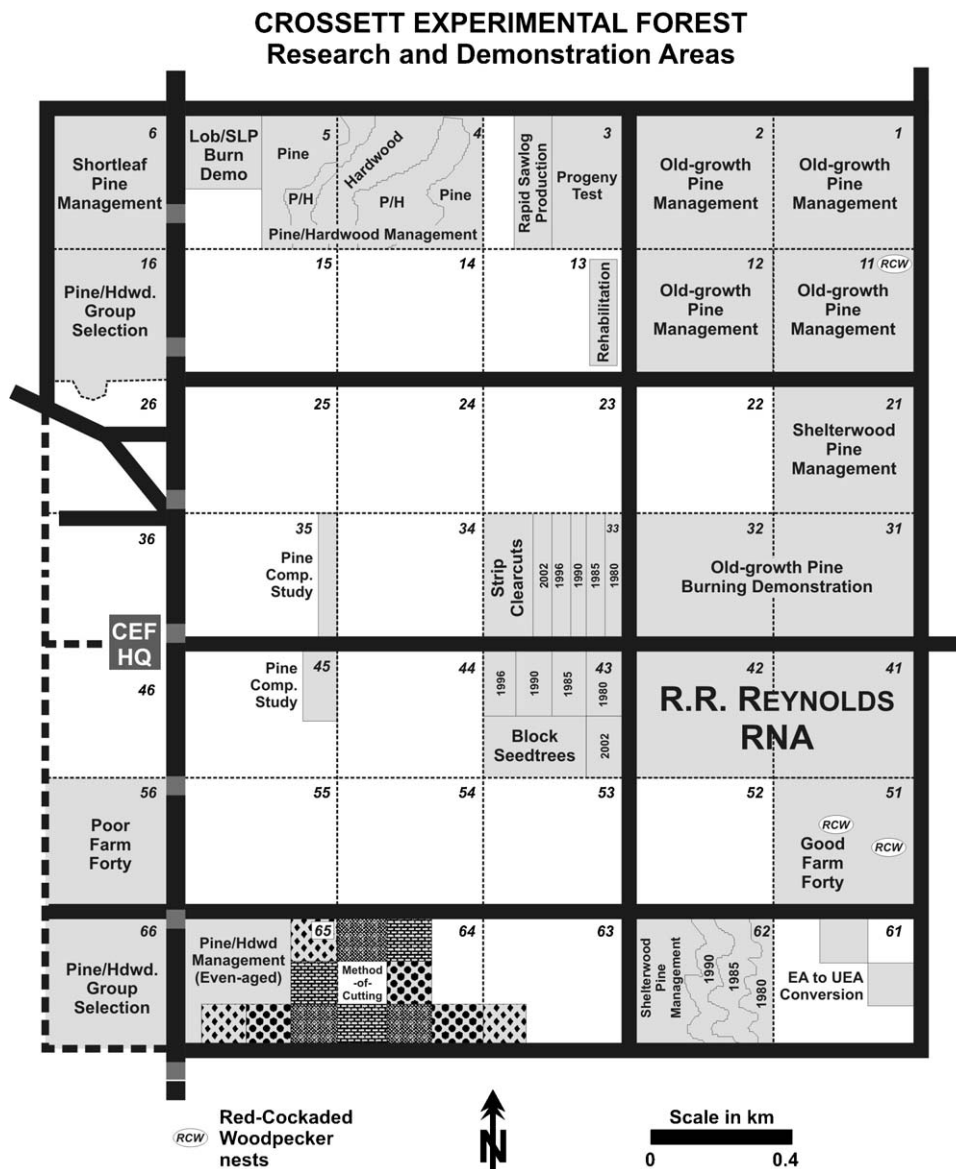 CROSSETT EXPERIMENTAL FOREST
Research and Demonstration Areas
6
Shortleaf
Pine
Management
Lob/SLP
Burn
Demo
5
Pine
Hardwood
P/H
4
P/H
Pine
Pine/Hardwood Management
Rapid Sawlog
Production
3
Progeny
Test
2
Old-growth
Pine
Management
1
Old-growth
Pine
Management
16
Pine/Hdwd.
Group
Selection
15
14
13
Rehabilitation
12
Old-growth
Pine
Management
11
RCW
Old-growth
Pine
Management
26
25
24
23
22
21
Shelterwood
Pine
Management
36
35
Pine
Comp.
Study
34
Strip
Clearcuts
2002
1996
1990
1985
33
1980
32
31
Old-growth Pine
Burning Demonstration
CEF
HQ
46
Pine
Comp.
Study
45
44
1996
1990
1985
43
1980
Block
Seedtrees
2002
42
41
R.R. REYNOLDS
RNA
56
Poor
Farm
Forty
55
54
53
52
51
RCW
RCW
Good
Farm
Forty
66
Pine/Hdwd.
Group
Selection
Pine/Hdwd
Management
(Even-aged)
65
Method
-of-
Cutting
64
63
Shelterwood
Pine
Management
1990
1985
1980
62
61
EA to UEA
Conversion
RCW
Red-Cockaded
Woodpecker
nests
N
Scale in km
0
0.4